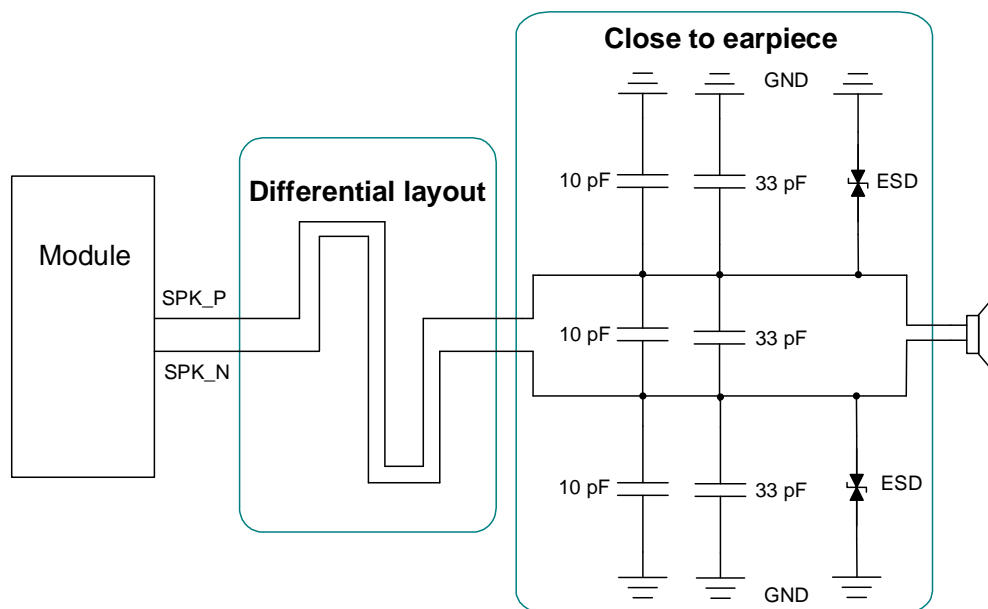 Close to earpiece
GND
10 pF
33 pF
ESD
Differential layout
Module
SPK_P
SPK_N
10 pF
33 pF
10 pF
33 pF
ESD
GND